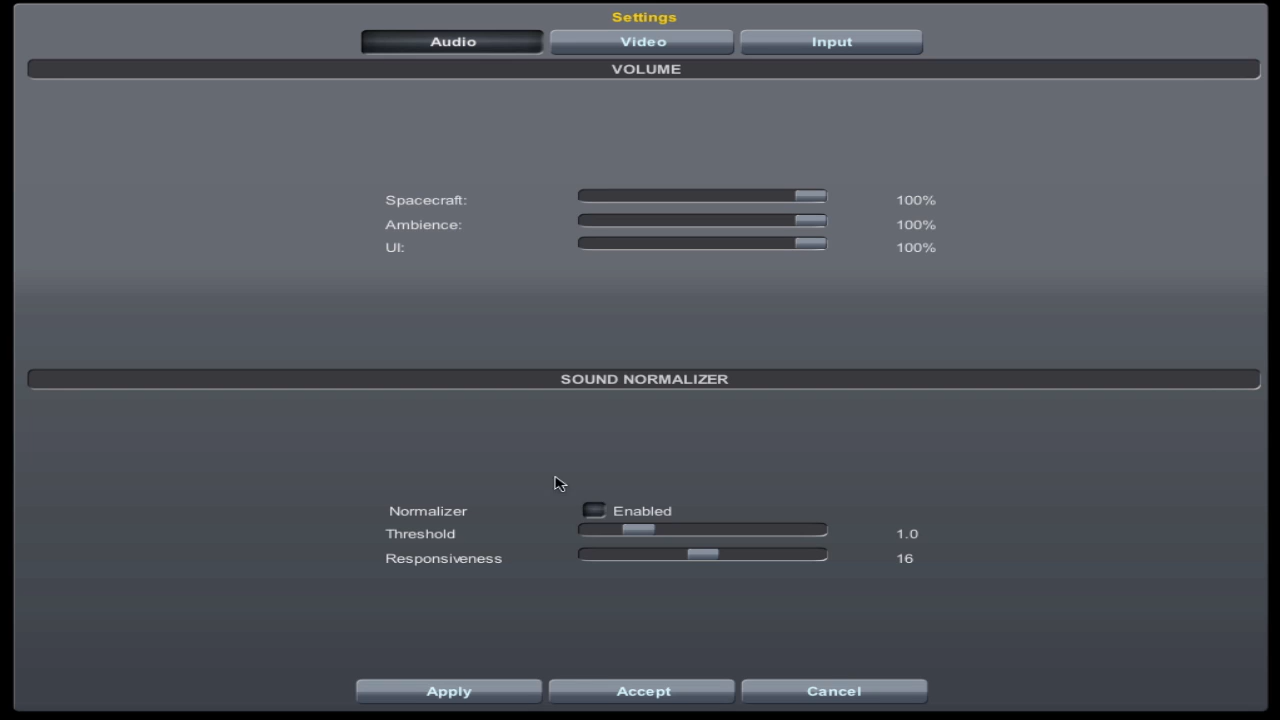 Settings
Audio Video Input
VOLUME
Spacecraft: 100%
Ambience: 100%
UI: 100%
SOUND NORMALIZER
Normalizer Enabled
Threshold 1.0
Responsiveness 16
Apply Accept Cancel